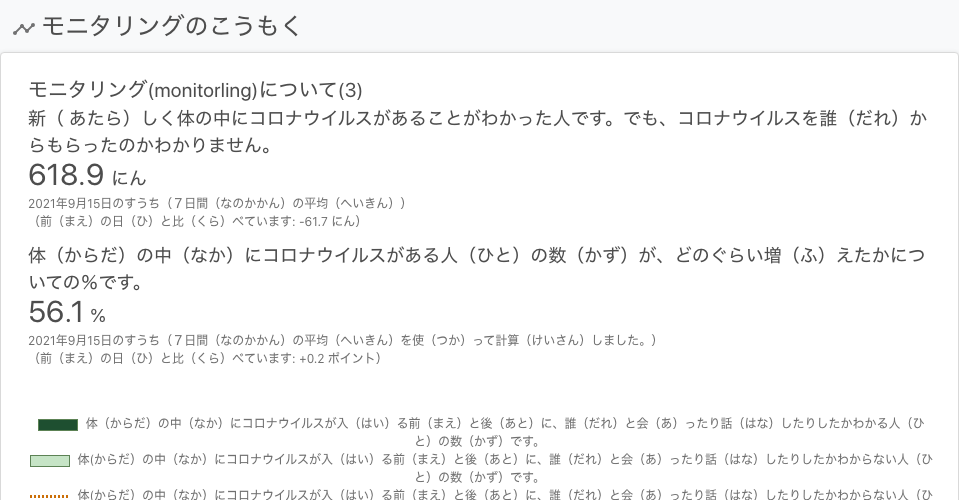 モニタリングのこうもく
モニタリング(monitorling)について(3)
新（ あたら）しく体の中にコロナウイルスがあることがわかった人です。でも、コロナウイルスを誰（だれ）か
らもらったのかわかりません。
618.9 にん
2021年9月15日のすうち（７日間（なのかかん）の平均（へいきん））
（前（まえ）の日（ひ）と比（くら）べています: -61.7 にん）
体（からだ）の中（なか）にコロナウイルスがある人（ひと）の数（かず）が、どのぐらい増（ふ）えたかにつ
いての%です。
56.1 %
2021年9月15日のすうち（７日間（なのかかん）の平均（へいきん）を使（つか）って計算（けいさん）しました。）
（前（まえ）の日（ひ）と比（くら）べています: +0.2 ポイント）
体（からだ）の中（なか）にコロナウイルスが入（はい）る前（まえ）と後（あと）に、誰（だれ）と会（あ）ったり話（はな）したりしたかわかる人（ひ
と）の数（かず）です。
体(からだ）の中（なか）にコロナウイルスが入（はい）る前（まえ）と後（あと）に、誰（だれ）と会（あ）ったり話（はな）したりしたかわからない人（ひ
と）の数（かず）です。
体(からだ）の中（なか）にコロナウイルスが入（はい）る前（まえ）と後（あと）に、誰（だれ）と会（あ）ったり話（はな）したりしたかわからない人（ひ